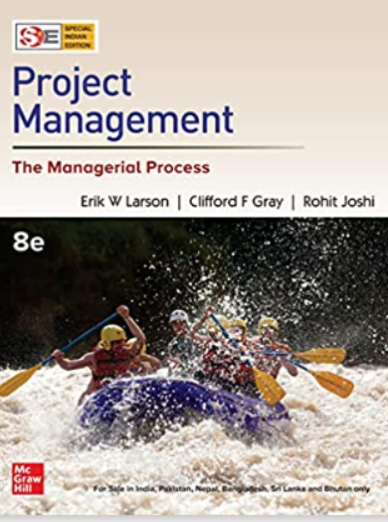 SIE
SPECIAL
INDIAN
EDITION
Project
Management
The Managerial Process
Erik W Larson | Clifford F Gray | Rohit Joshi
8e
Mc
Graw
Hill
For Sale in India, Pakistan, Nepal, Bangladesh, Sri Lanka and Bhutan only